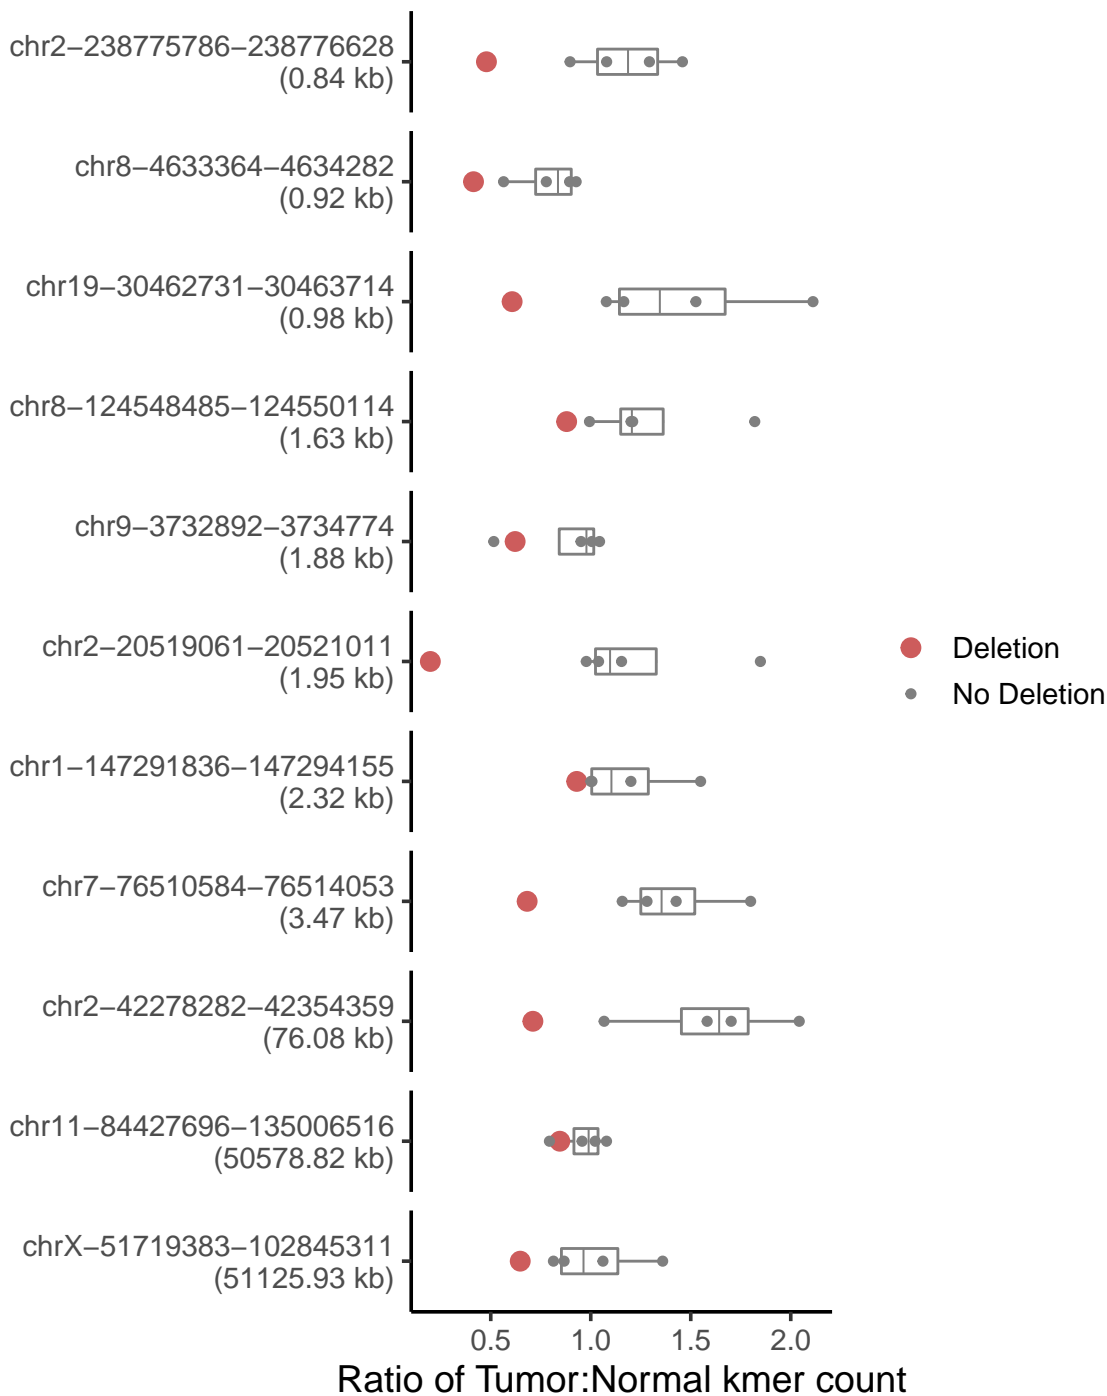 chr2−238775786−238776628
(0.84 kb)
chr8−4633364−4634282
(0.92 kb)
chr19−30462731−30463714
(0.98 kb)
chr8−124548485−124550114
(1.63 kb)
chr9−3732892−3734774
(1.88 kb)
chr2−20519061−20521011
(1.95 kb)
chr1−147291836−147294155
(2.32 kb)
chr7−76510584−76514053
(3.47 kb)
chr2−42278282−42354359
(76.08 kb)
chr11−84427696−135006516
(50578.82 kb)
chrX−51719383−102845311
(51125.93 kb)
0.5 1.0 1.5 2.0
Ratio of Tumor:Normal kmer count
Deletion
No Deletion